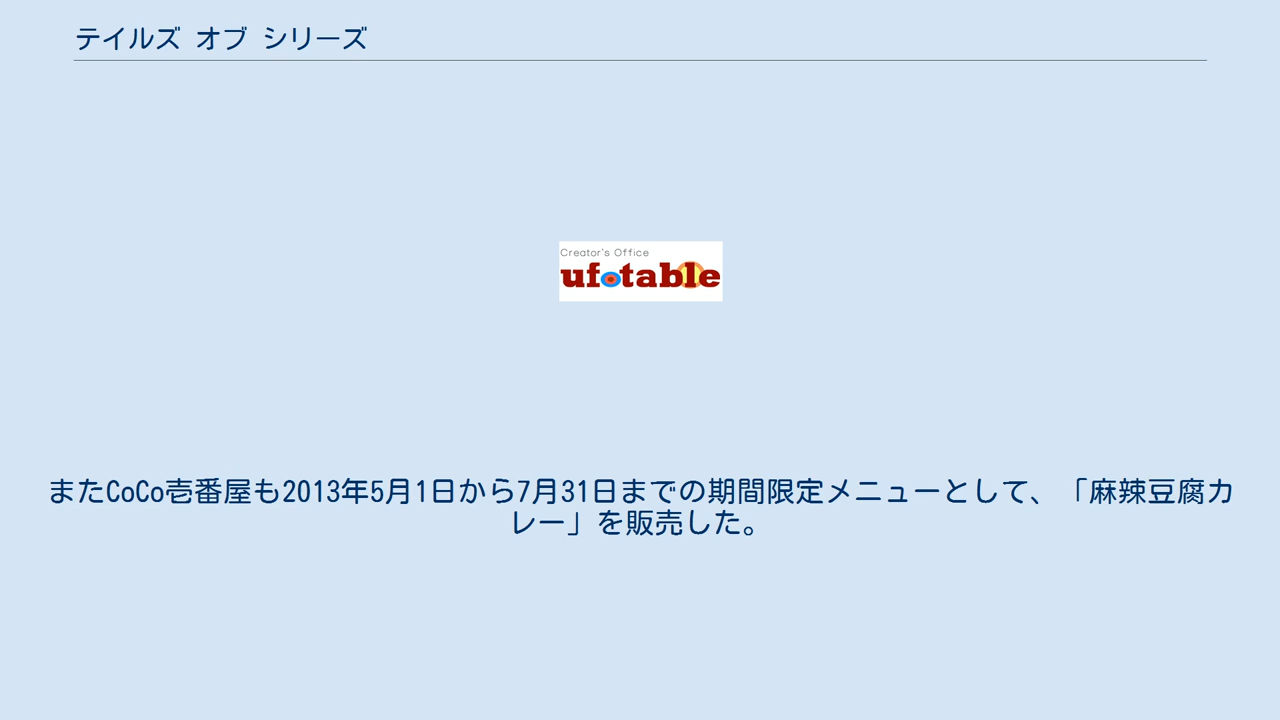 テイルズ オブ シリーズ
Creator's Office
ufotable
またCoCo壱番屋も2013年5月1日から7月31日までの期間限定メニューとして、「麻辣豆腐カ
レー」を販売した。